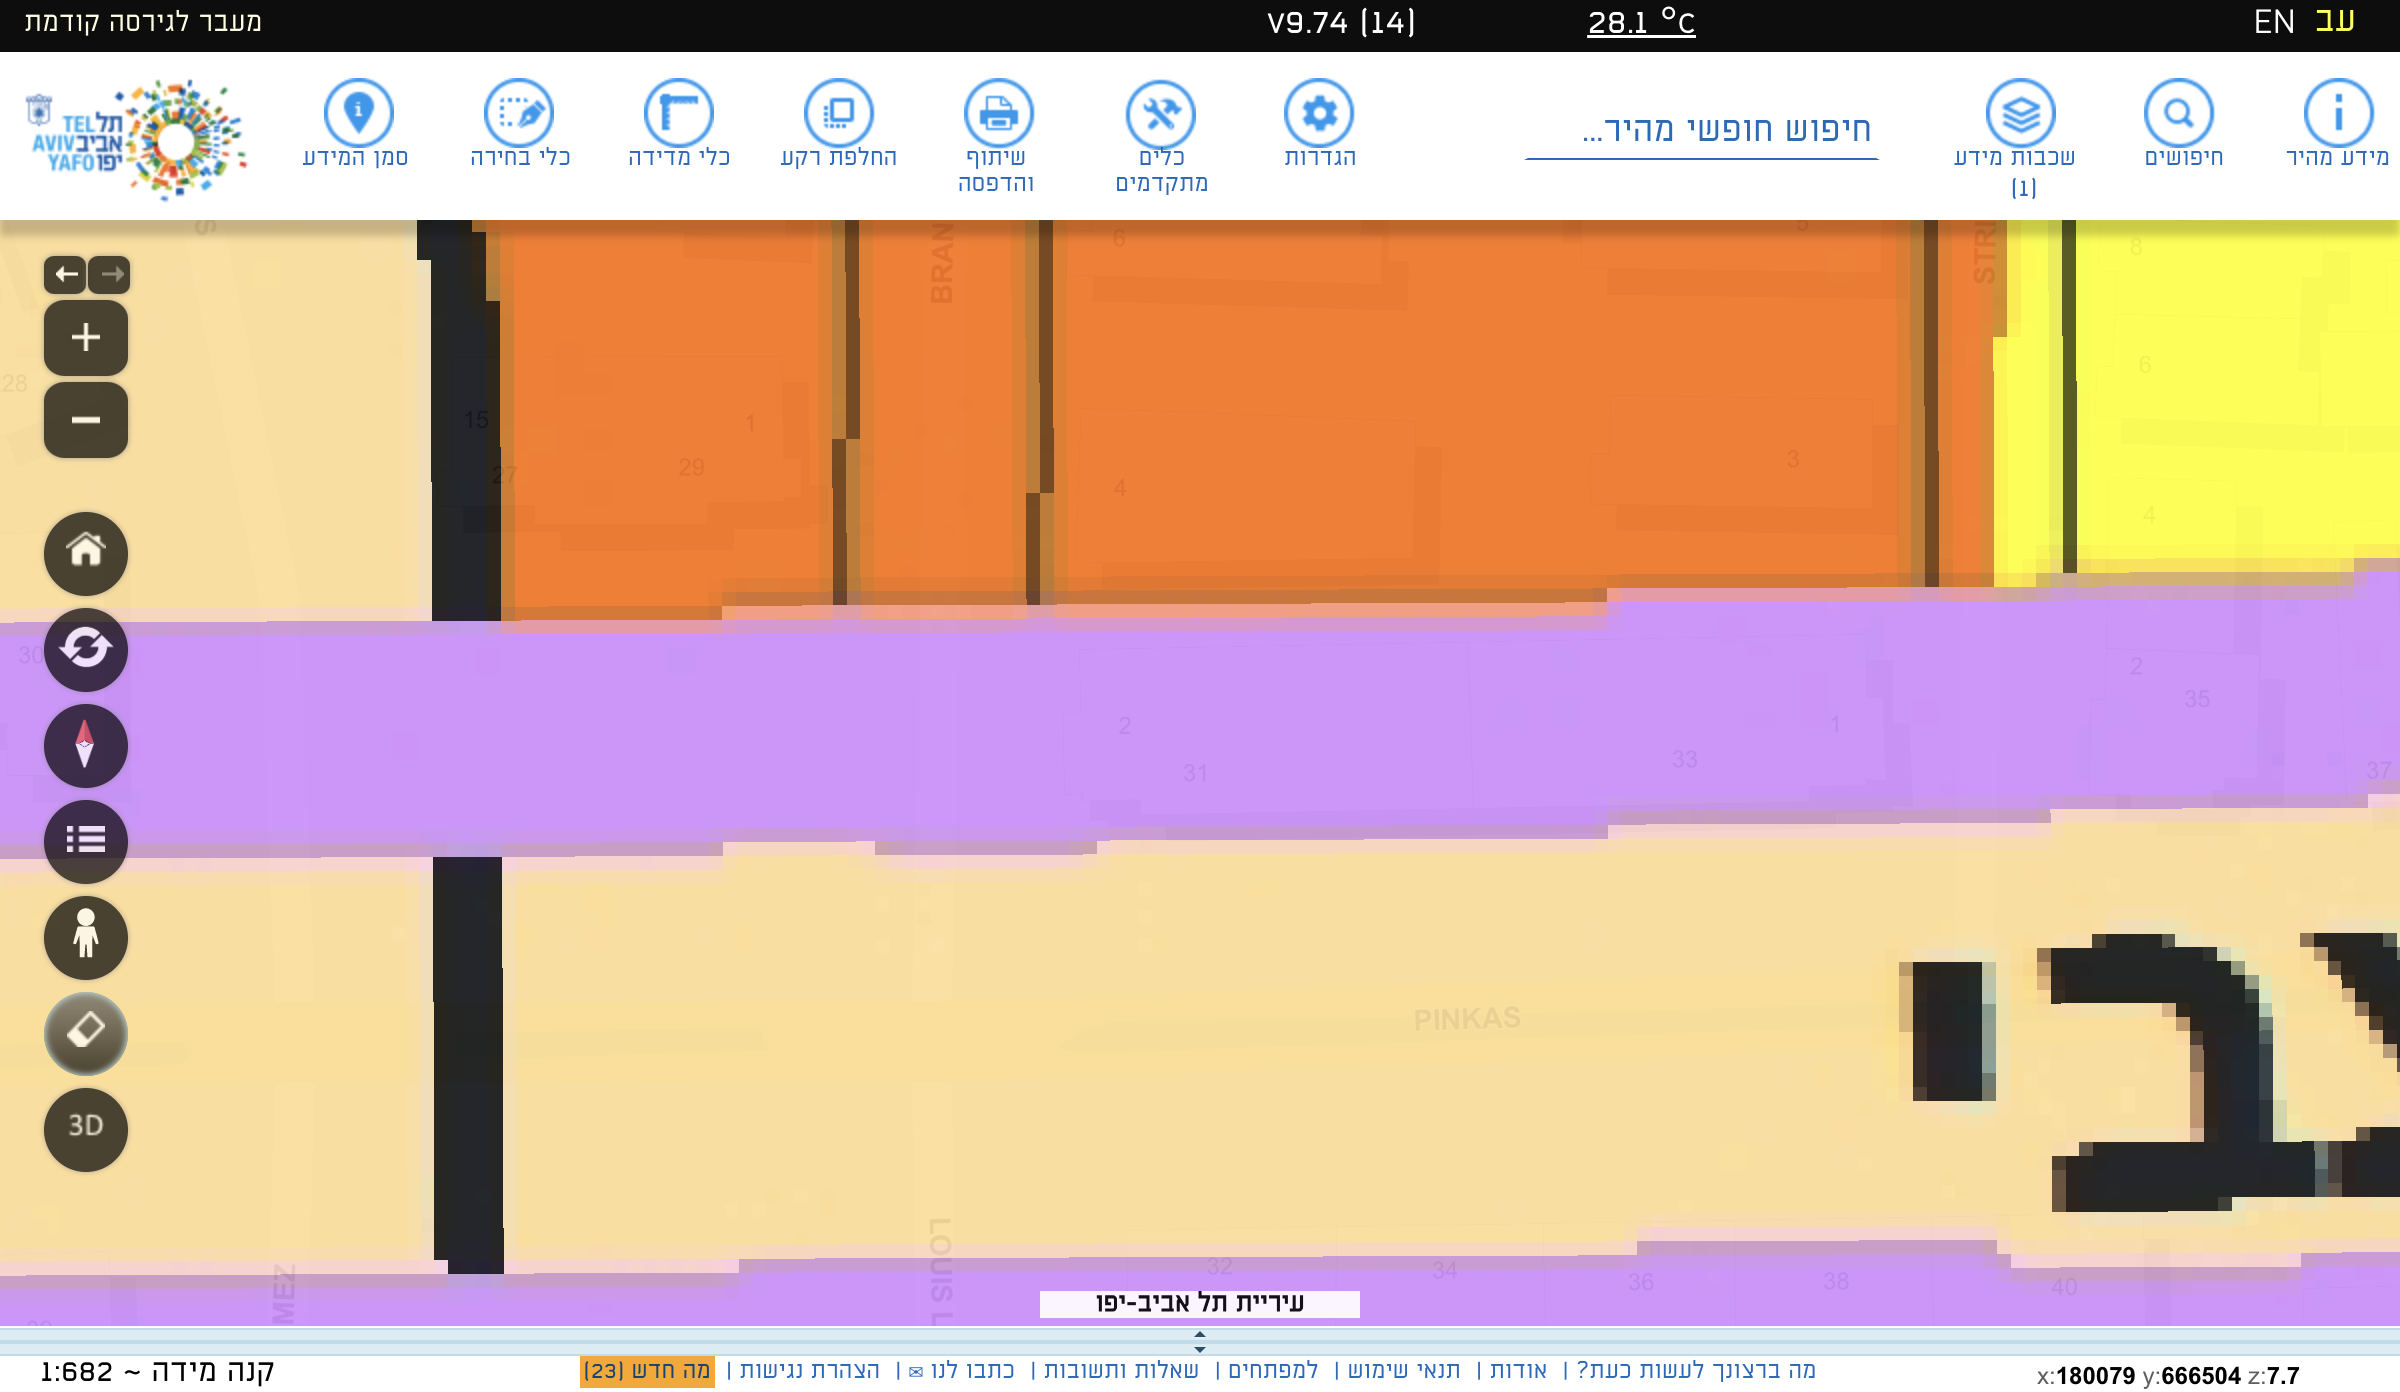 עב EN
28.1 °C
V9.74 (14)
מעבר לגירסה קודמת
מידע מהיר
חיפושים
שכבות מידע
(1)
חיפוש חופשי מהיר...
הגדרות
כלים
מתקדמים
שיתוף
והדפסה
החלפת רקע
כלי מדידה
כלי בחירה
סמן המידע
תל TEL
אביב AVIV
יפו YAFO
S
BRAN
6
5
STRI
8
28
6
15
1
27
29
4
3
4
30
2
35
2
31
33
1
37
3D
PINKAS
MEZ
LOUIS L
32
34
36
38
40
עיריית תל אביב-יפו
קנה מידה ~ 1:682
מה ברצונך לעשות כעת? | אודות | תנאי שימוש | למפתחים | שאלות ותשובות | כתבו לנו ✉ | הצהרת נגישות | מה חדש (23)
x:180079 y:666504 z:7.7